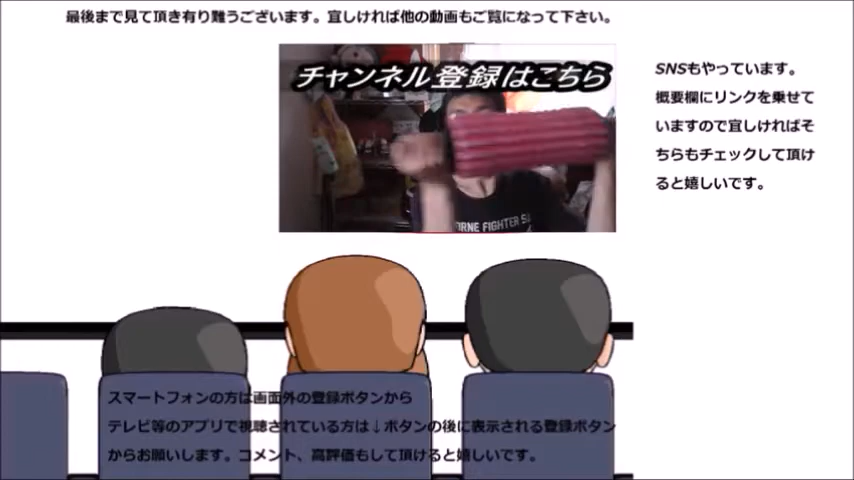 最後まで見て頂き有り難うございます。宜しければ他の動画もご覧になって下さい。
チャンネル登録はこちら
SNSもやっています。
概要欄にリンクを乗せて
いますので宜しければそ
ちらもチェックして頂け
ると嬉しいです。
ORNE FIGHTER S
スマートフォンの方は画面外の登録ボタンから
テレビ等のアプリで視聴されている方は↓ボタンの後に表示される登録ボタン
からお願いします。コメント、高評価もして頂けると嬉しいです。